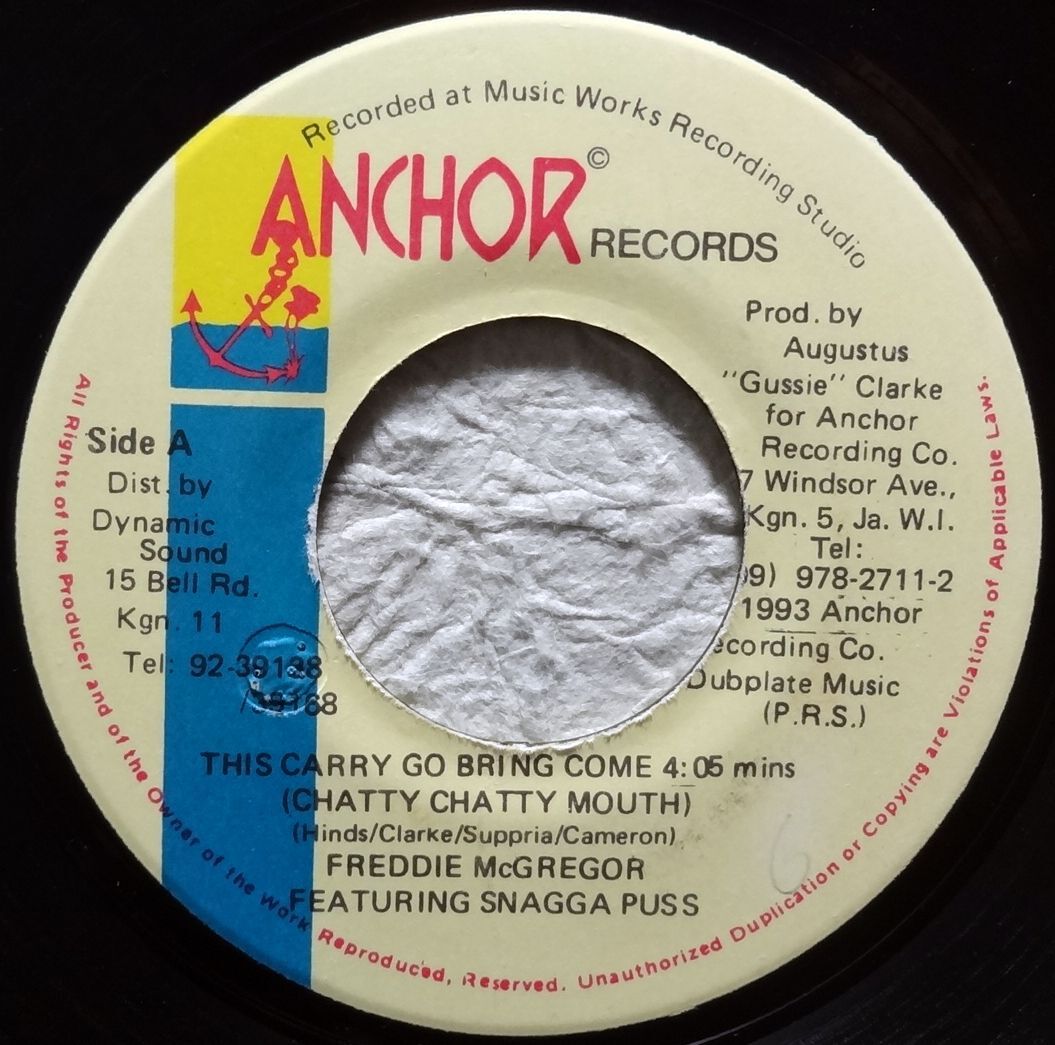 Recorded at Music Works Recording Studio
ANCHOR©
RECORDS
Prod. by
Augustus
"Gussie" Clarke
for Anchor
Recording Co.
7 Windsor Ave.,
Kgn. 5, Ja. W.I.
Tel:
9) 978-2711-2
1993 Anchor
ecording Co.
Dubplate Music
(P.R.S.)
Side A
Dist. by
Dynamic
Sound
15 Bell Rd.
Kgn. 11
Tel: 92-39138
THIS CARRY GO BRING COME 4:05 mins
(CHATTY CHATTY MOUTH)
(Hinds/Clarke/Suppria/Cameron)
FREDDIE McGREGOR
FEATURING SNAGGA PUSS
6
All Rights of the Producer and of the Owner of the Work Reproduced, Reserved. Unauthorized Duplication or Copying are Violations of Applicable Laws.